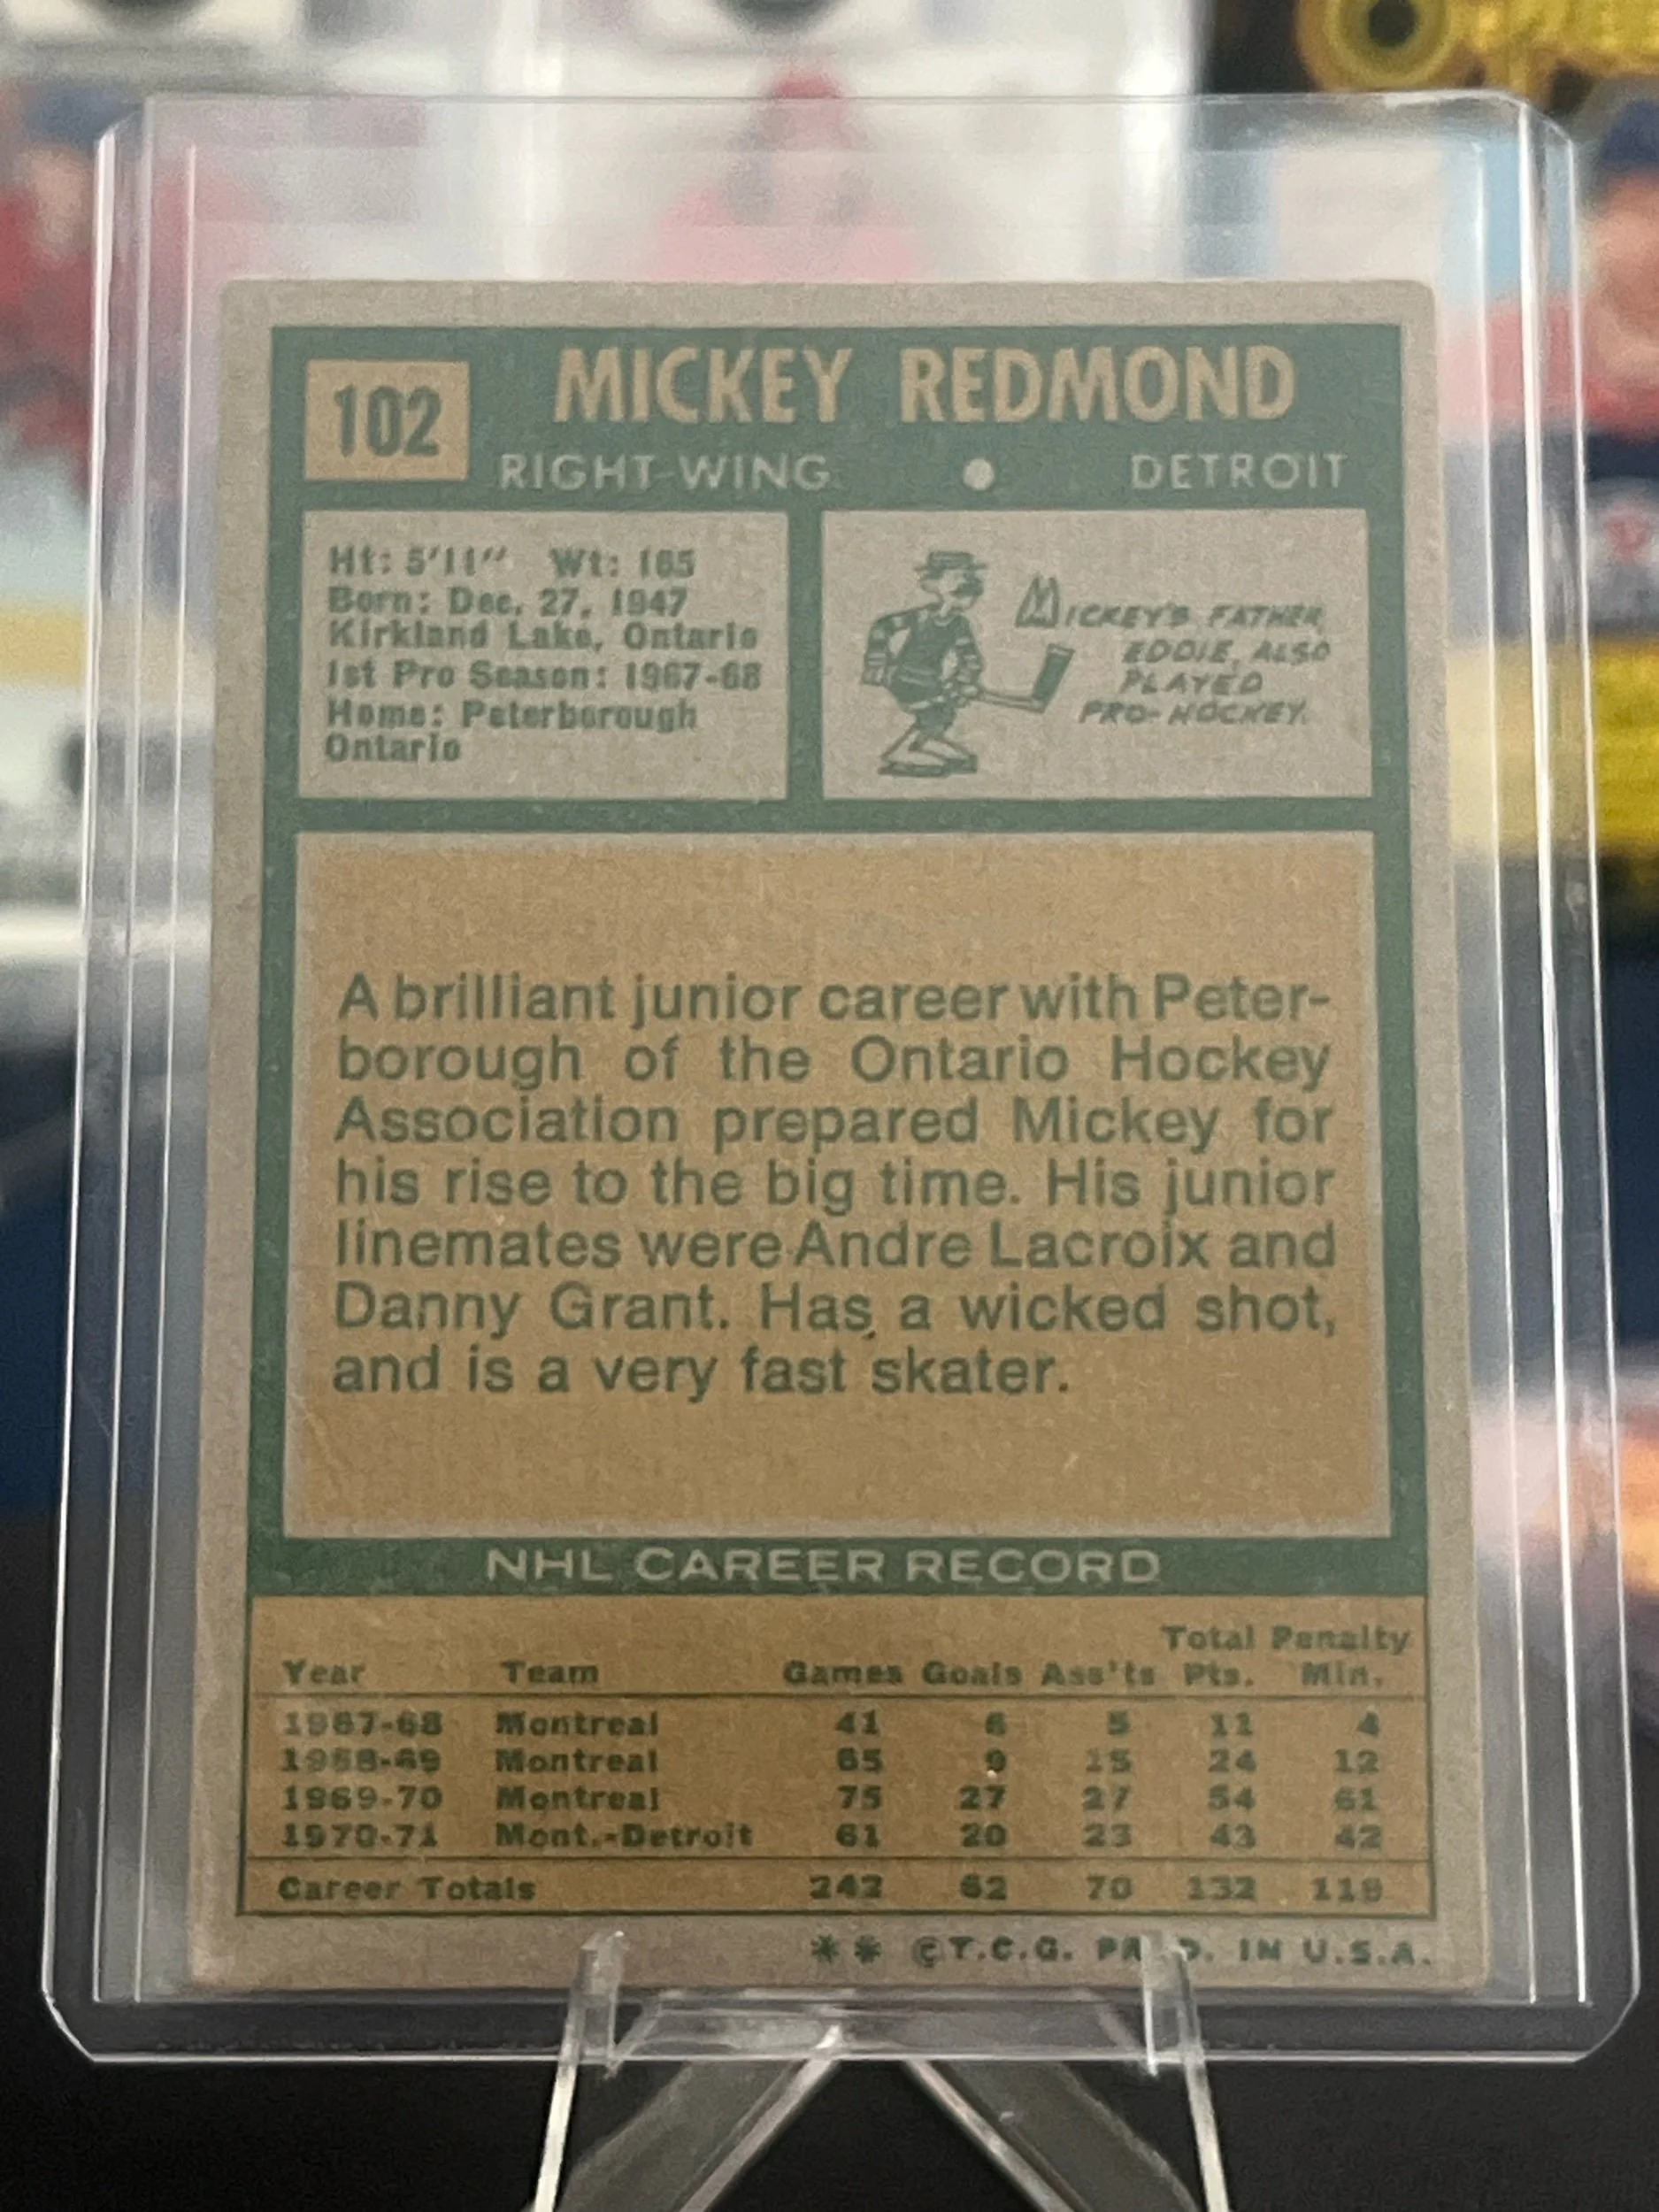 102
MICKEY REDMOND
RIGHT-WING • DETROIT
Ht: 5'11" Wt: 165
Born: Dec. 27, 1947
Kirkland Lake, Ontario
1st Pro Season: 1967-68
Home: Peterborough
Ontario
MICKEY'S FATHER,
EDDIE, ALSO
PLAYED
PRO-HOCKEY.
A brilliant junior career with Peter-
borough of the Ontario Hockey
Association prepared Mickey for
his rise to the big time. His junior
linemates were Andre Lacroix and
Danny Grant. Has a wicked shot,
and is a very fast skater.
NHL CAREER RECORD
Total Penalty
Year Team Games Goals Ass'ts Pts. Min.
1967-68 Montreal 41 6 5 11 4
1968-69 Montreal 65 9 15 24 12
1969-70 Montreal 75 27 27 54 61
1970-71 Mont.-Detroit 61 20 23 43 42
Career Totals 242 62 70 132 119
** ©T.C.G. IN U.S.A.